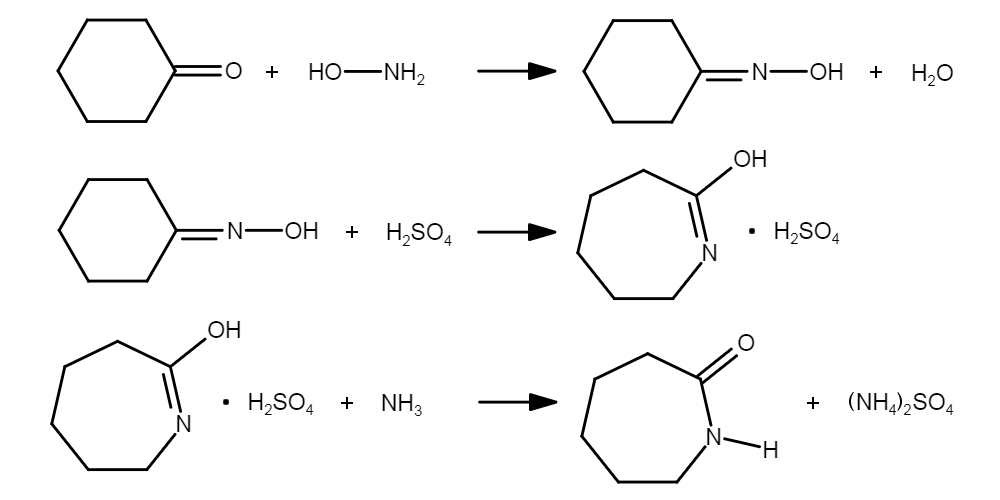 O + HO—NH₂ N—OH + H₂O
N—OH + H₂SO₄ OH N · H₂SO₄
OH N · H₂SO₄ + NH₃ O N H + (NH₄)₂SO₄